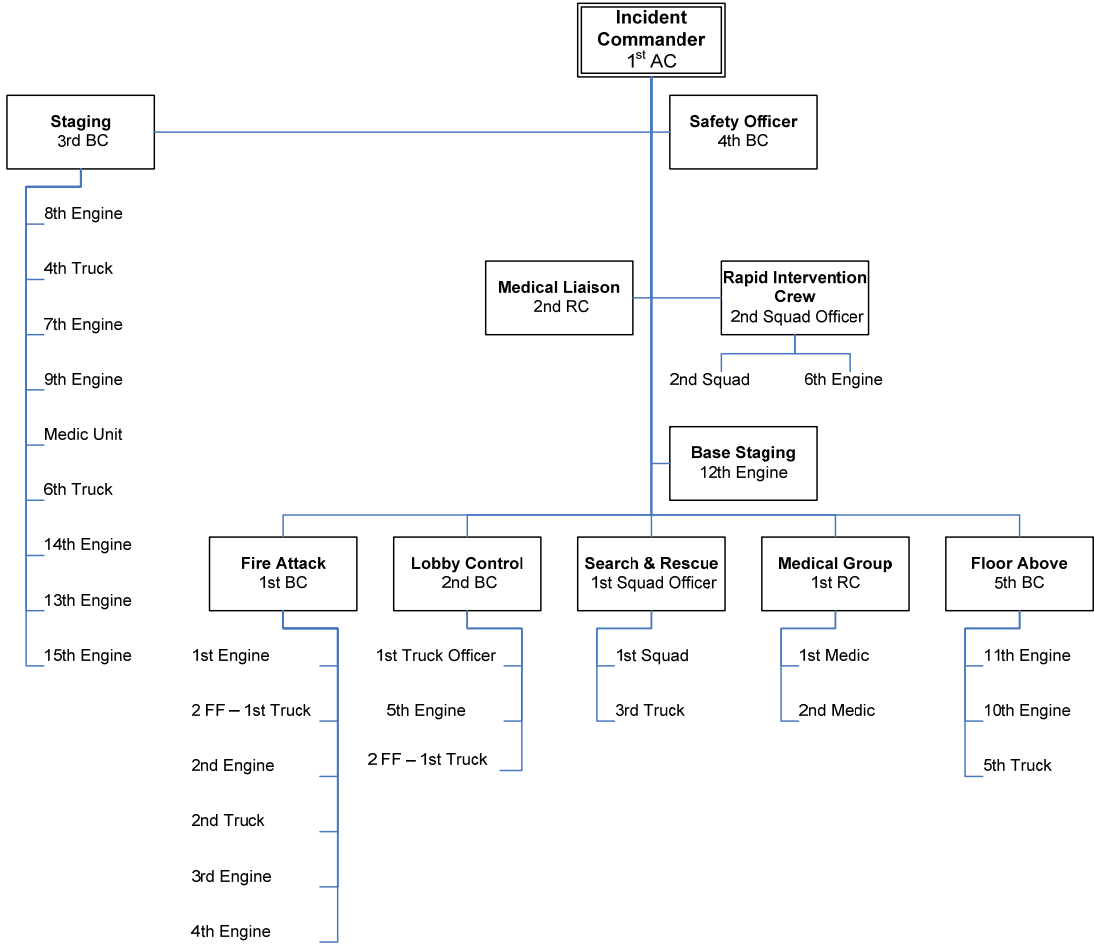 Incident
Commander
1st AC
Staging
3rd BC
Safety Officer
4th BC
8th Engine
4th Truck
7th Engine
9th Engine
Medic Unit
6th Truck
14th Engine
13th Engine
15th Engine
Medical Liaison
2nd RC
Rapid Intervention
Crew
2nd Squad Officer
2nd Squad
6th Engine
Base Staging
12th Engine
Fire Attack
1st BC
1st Engine
2 FF – 1st Truck
2nd Engine
2nd Truck
3rd Engine
4th Engine
Lobby Control
2nd BC
1st Truck Officer
5th Engine
2 FF – 1st Truck
Search & Rescue
1st Squad Officer
1st Squad
3rd Truck
Medical Group
1st RC
1st Medic
2nd Medic
Floor Above
5th BC
11th Engine
10th Engine
5th Truck